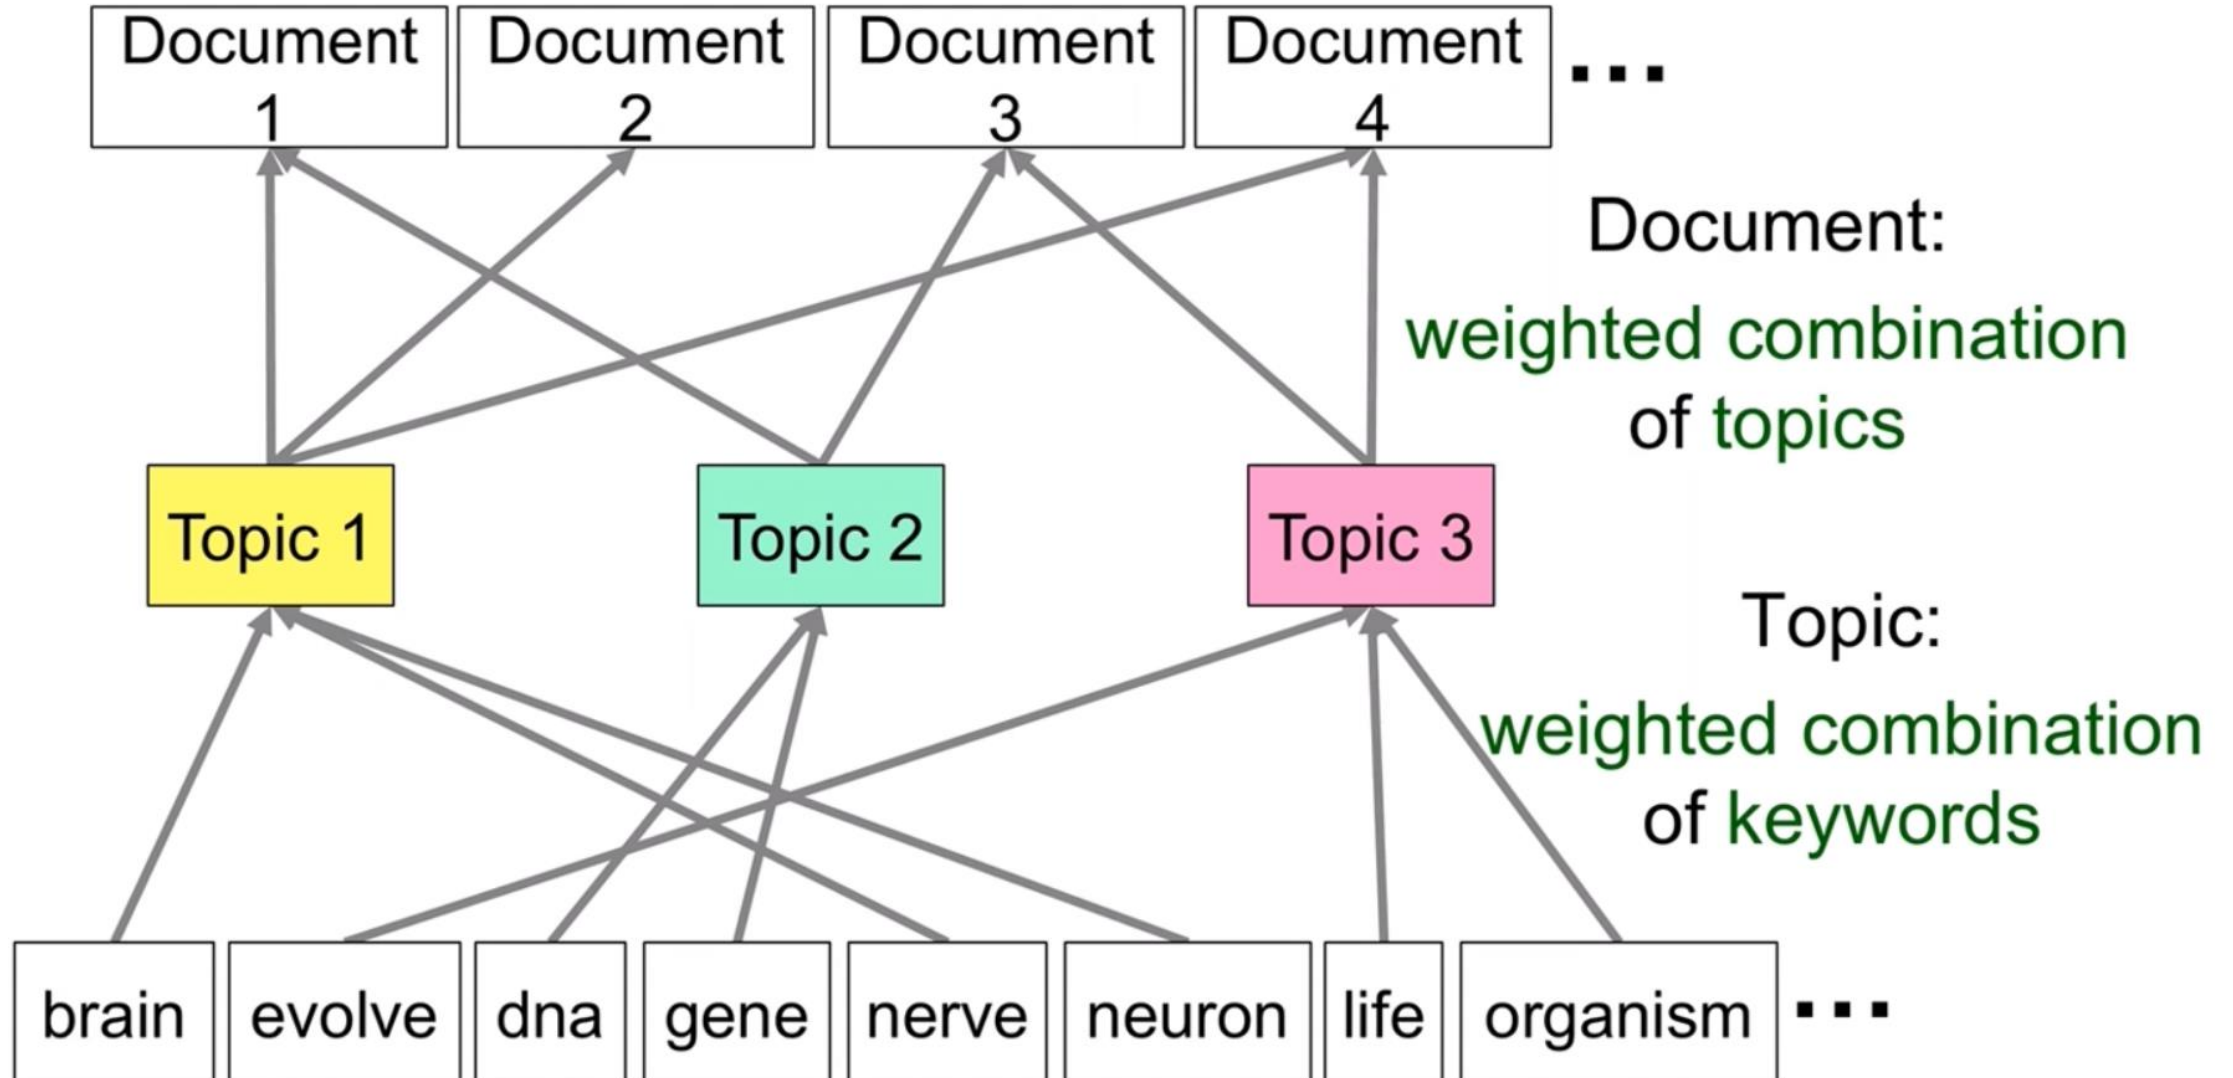 Document
1
Document
2
Document
3
Document
4
...
Document:
weighted combination
of topics
Topic 1
Topic 2
Topic 3
Topic:
weighted combination
of keywords
brain
evolve
dna
gene
nerve
neuron
life
organism
...